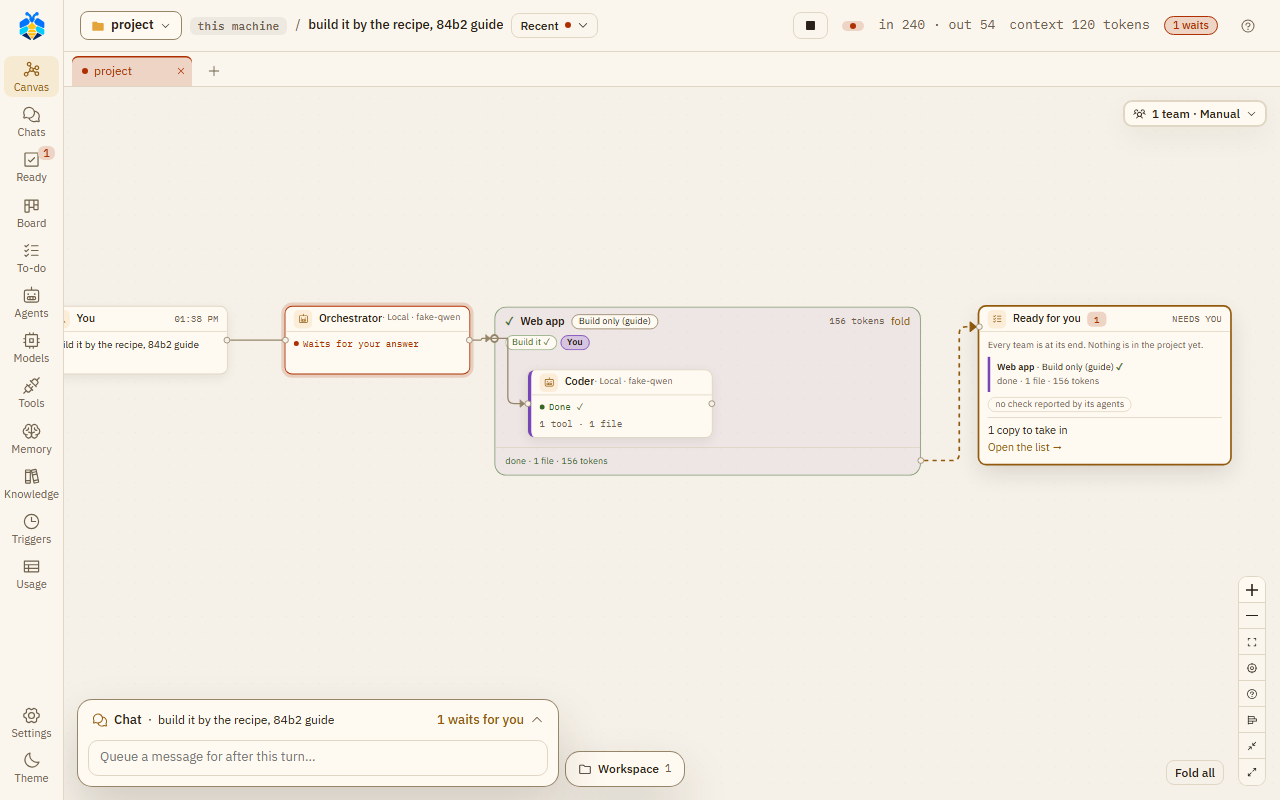 project
this machine / build it by the recipe, 84b2 guide
Recent
in 240 · out 54 context 120 tokens
1 waits
project
1 team · Manual
Canvas
Chats
1
Ready
Board
To-do
Agents
Models
Tools
Memory
Knowledge
Triggers
Usage
Settings
Theme
You 01:38 PM
ild it by the recipe, 84b2 guide
Orchestrator · Local · fake-qwen
Waits for your answer
✓ Web app Build only (guide) 156 tokens fold
Build it ✓ You
Coder · Local · fake-qwen
Done ✓
1 tool · 1 file
done · 1 file · 156 tokens
Ready for you 1 NEEDS YOU
Every team is at its end. Nothing is in the project yet.
Web app · Build only (guide) ✓
done · 1 file · 156 tokens
no check reported by its agents
1 copy to take in
Open the list →
Chat · build it by the recipe, 84b2 guide 1 waits for you
Queue a message for after this turn...
Workspace 1
Fold all